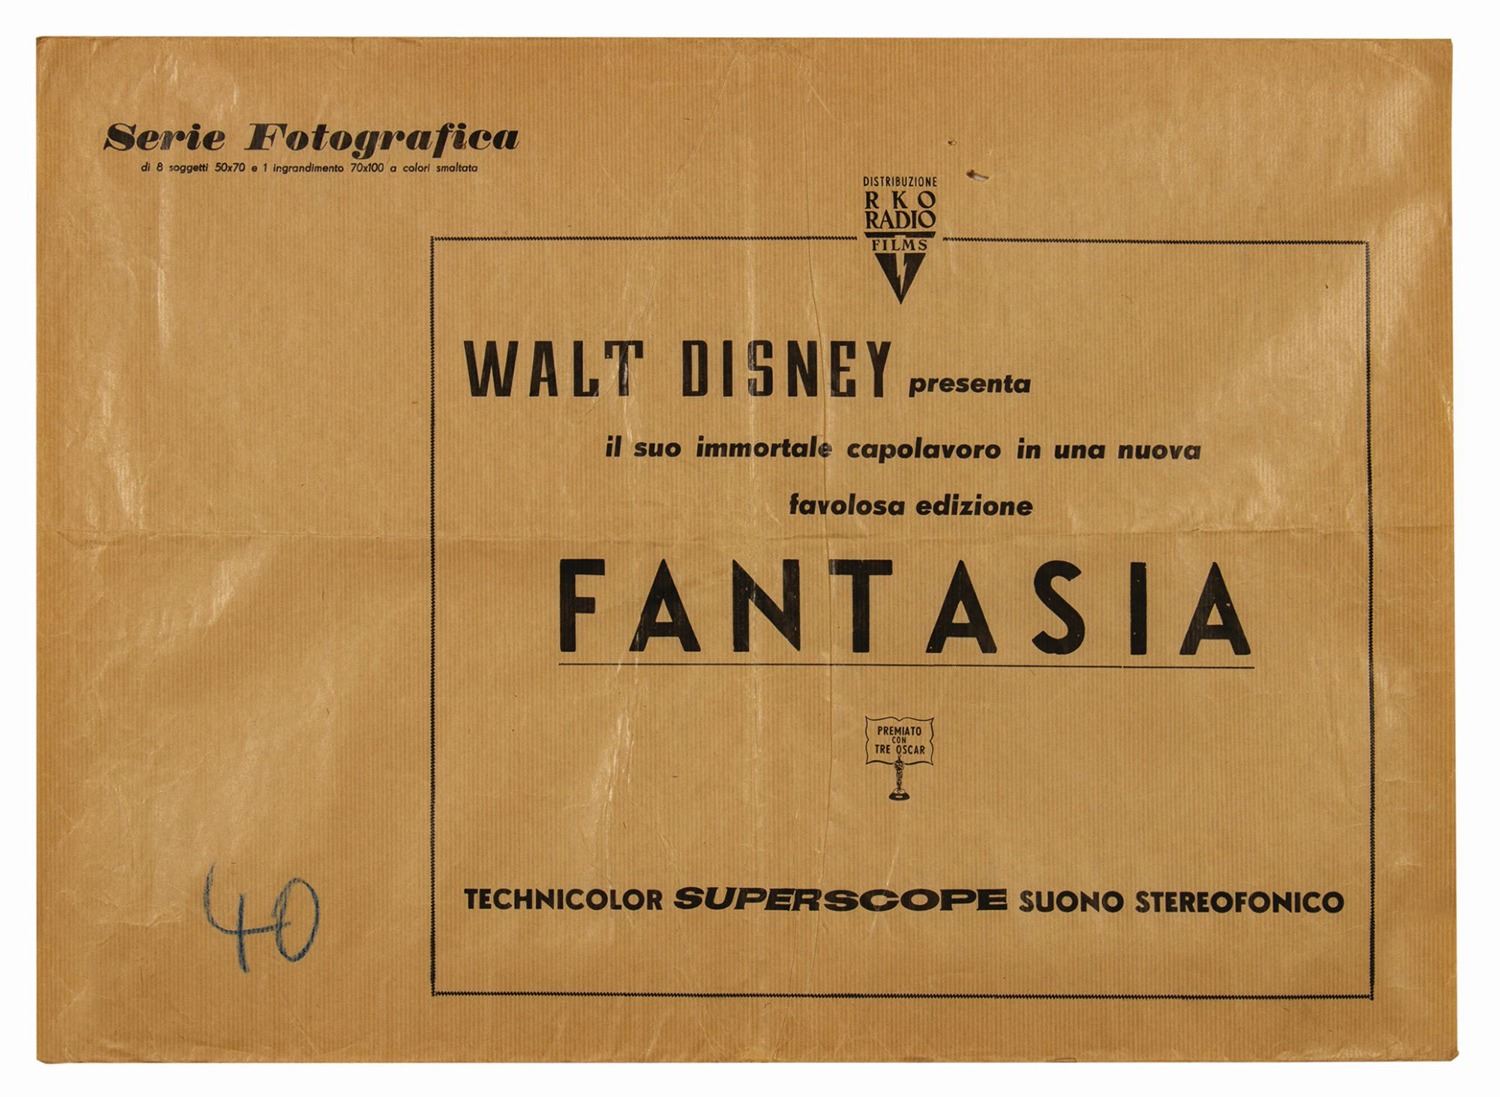 Serie Fotografica
di 8 soggetti 50x70 e 1 ingrandimento 70x100 a colori smaltata
DISTRIBUZIONE
RKO
RADIO
FILMS
WALT DISNEY presenta
il suo immortale capolavoro in una nuova
favolosa edizione
FANTASIA
PREMIATO
CON
TRE OSCAR
TECHNICOLOR SUPERSCOPE SUONO STEREOFONICO
40